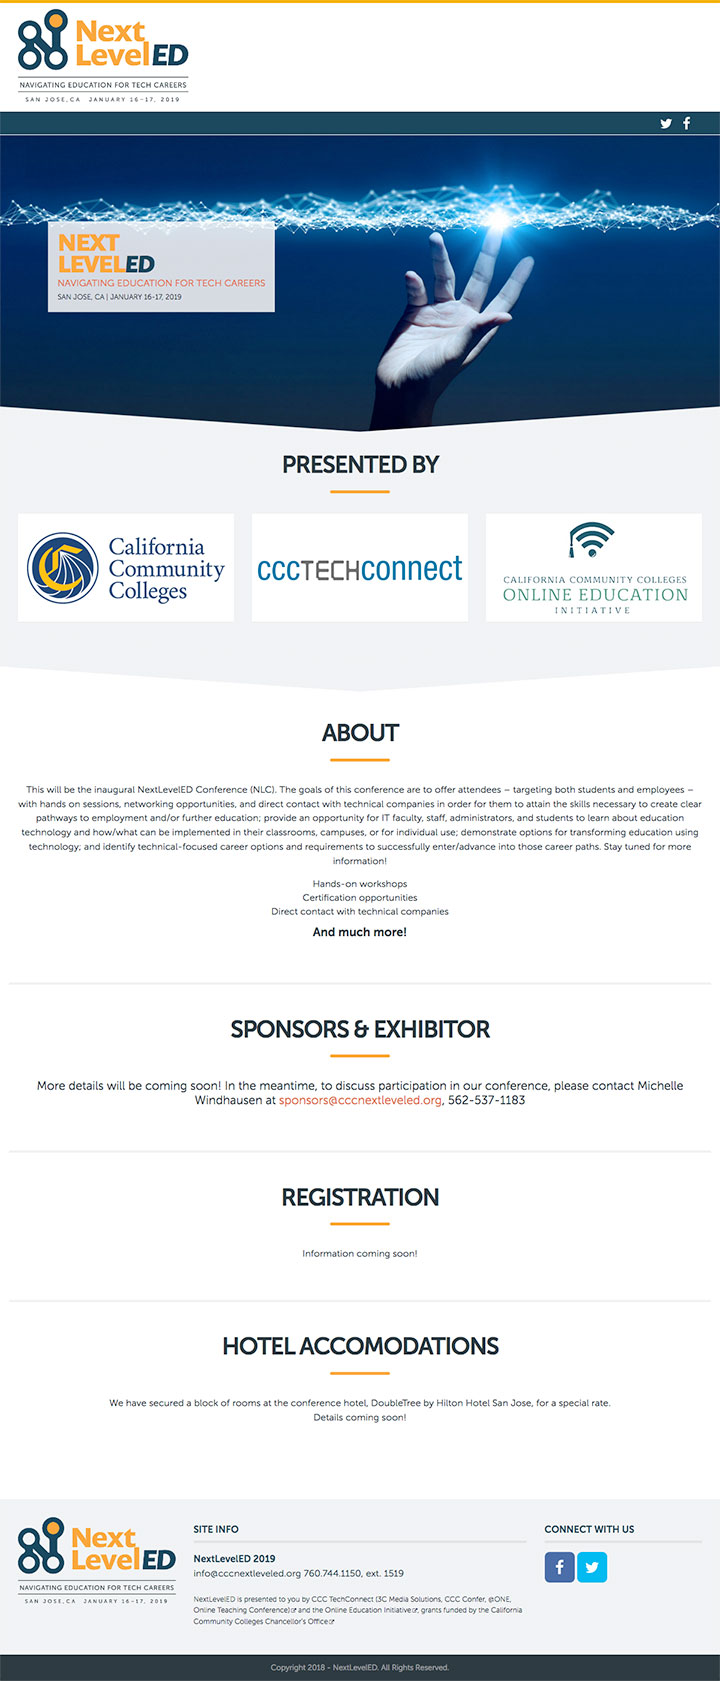 Next
LevelED
NAVIGATING EDUCATION FOR TECH CAREERS
SAN JOSE, CA JANUARY 16-17, 2019
NEXT
LEVELED
NAVIGATING EDUCATION FOR TECH CAREERS
SAN JOSE, CA | JANUARY 16-17, 2019
PRESENTED BY
California
Community
Colleges
cccTECHconnect
CALIFORNIA COMMUNITY COLLEGES
ONLINE EDUCATION
INITIATIVE
ABOUT
This will be the inaugural NextLevelED Conference (NLC). The goals of this conference are to offer attendees – targeting both students and employees –
with hands on sessions, networking opportunities, and direct contact with technical companies in order for them to attain the skills necessary to create clear
pathways to employment and/or further education; provide an opportunity for IT faculty, staff, administrators, and students to learn about education
technology and how/what can be implemented in their classrooms, campuses, or for individual use; demonstrate options for transforming education using
technology; and identify technical-focused career options and requirements to successfully enter/advance into those career paths. Stay tuned for more
information!
Hands-on workshops
Certification opportunities
Direct contact with technical companies
And much more!
SPONSORS & EXHIBITOR
More details will be coming soon! In the meantime, to discuss participation in our conference, please contact Michelle
Windhausen at sponsors@cccnextleveled.org, 562-537-1183
REGISTRATION
Information coming soon!
HOTEL ACCOMODATIONS
We have secured a block of rooms at the conference hotel, DoubleTree by Hilton Hotel San Jose, for a special rate.
Details coming soon!
Next
LevelED
NAVIGATING EDUCATION FOR TECH CAREERS
SAN JOSE, CA JANUARY 16-17, 2019
SITE INFO
NextLevelED 2019
info@cccnextleveled.org 760.744.1150, ext. 1519
NextLevelED is presented to you by CCC TechConnect (3C Media Solutions, CCC Confer, @ONE,
Online Teaching Conference) and the Online Education Initiative, grants funded by the California
Community Colleges Chancellor's Office
CONNECT WITH US
Copyright 2018 - NextLevelED. All Rights Reserved.